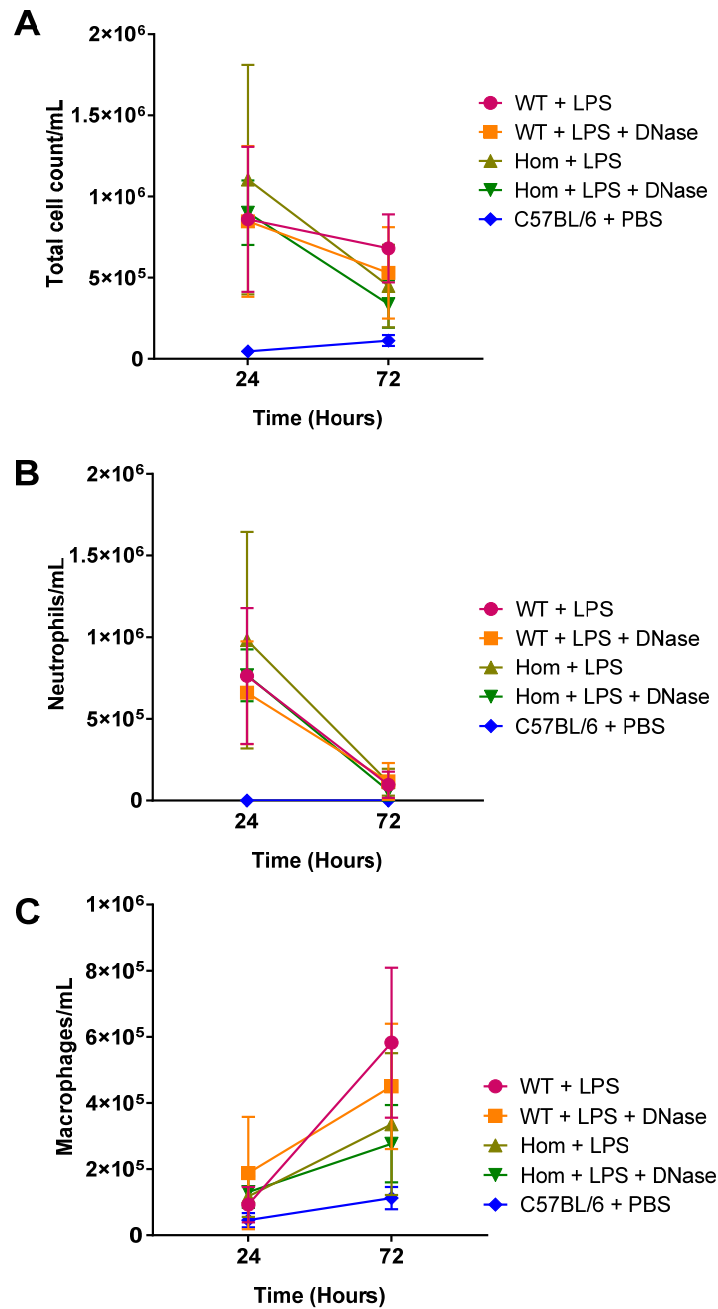 A
Total cell count/mL
2×10⁶
1.5×10⁶
1×10⁶
5×10⁵
0
24
72
Time (Hours)
WT + LPS
WT + LPS + DNase
Hom + LPS
Hom + LPS + DNase
C57BL/6 + PBS
B
Neutrophils/mL
2×10⁶
1.5×10⁶
1×10⁶
5×10⁵
0
24
72
Time (Hours)
WT + LPS
WT + LPS + DNase
Hom + LPS
Hom + LPS + DNase
C57BL/6 + PBS
C
Macrophages/mL
1×10⁶
8×10⁵
6×10⁵
4×10⁵
2×10⁵
0
24
72
Time (Hours)
WT + LPS
WT + LPS + DNase
Hom + LPS
Hom + LPS + DNase
C57BL/6 + PBS